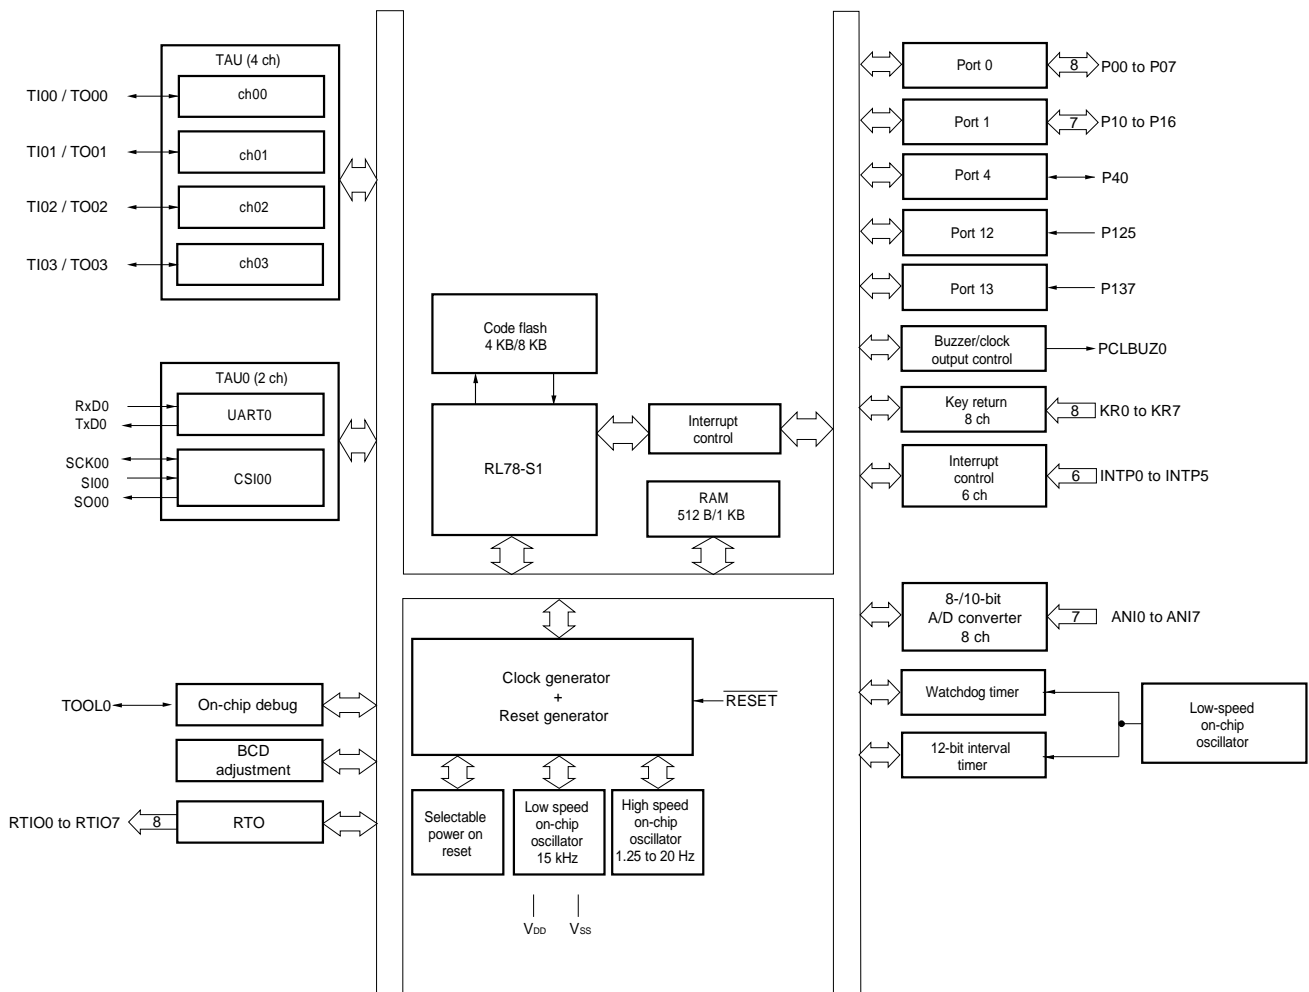 TAU (4 ch)
TI00 / TO00
ch00
TI01 / TO01
ch01
TI02 / TO02
ch02
TI03 / TO03
ch03
TAU0 (2 ch)
RxD0
TxD0
UART0
SCK00
SI00
SO00
CSI00
TOOL0
On-chip debug
BCD
adjustment
RTIO0 to RTIO7
8
RTO
Code flash
4 KB/8 KB
RL78-S1
Interrupt
control
RAM
512 B/1 KB
Clock generator
+
Reset generator
RESET
Selectable
power on
reset
Low speed
on-chip
oscillator
15 kHz
High speed
on-chip
oscillator
1.25 to 20 Hz
VDD
VSS
Port 0
8
P00 to P07
Port 1
7
P10 to P16
Port 4
P40
Port 12
P125
Port 13
P137
Buzzer/clock
output control
PCLBUZ0
Key return
8 ch
8
KR0 to KR7
Interrupt
control
6 ch
6
INTP0 to INTP5
8-/10-bit
A/D converter
8 ch
7
ANI0 to ANI7
Watchdog timer
12-bit interval
timer
Low-speed
on-chip
oscillator